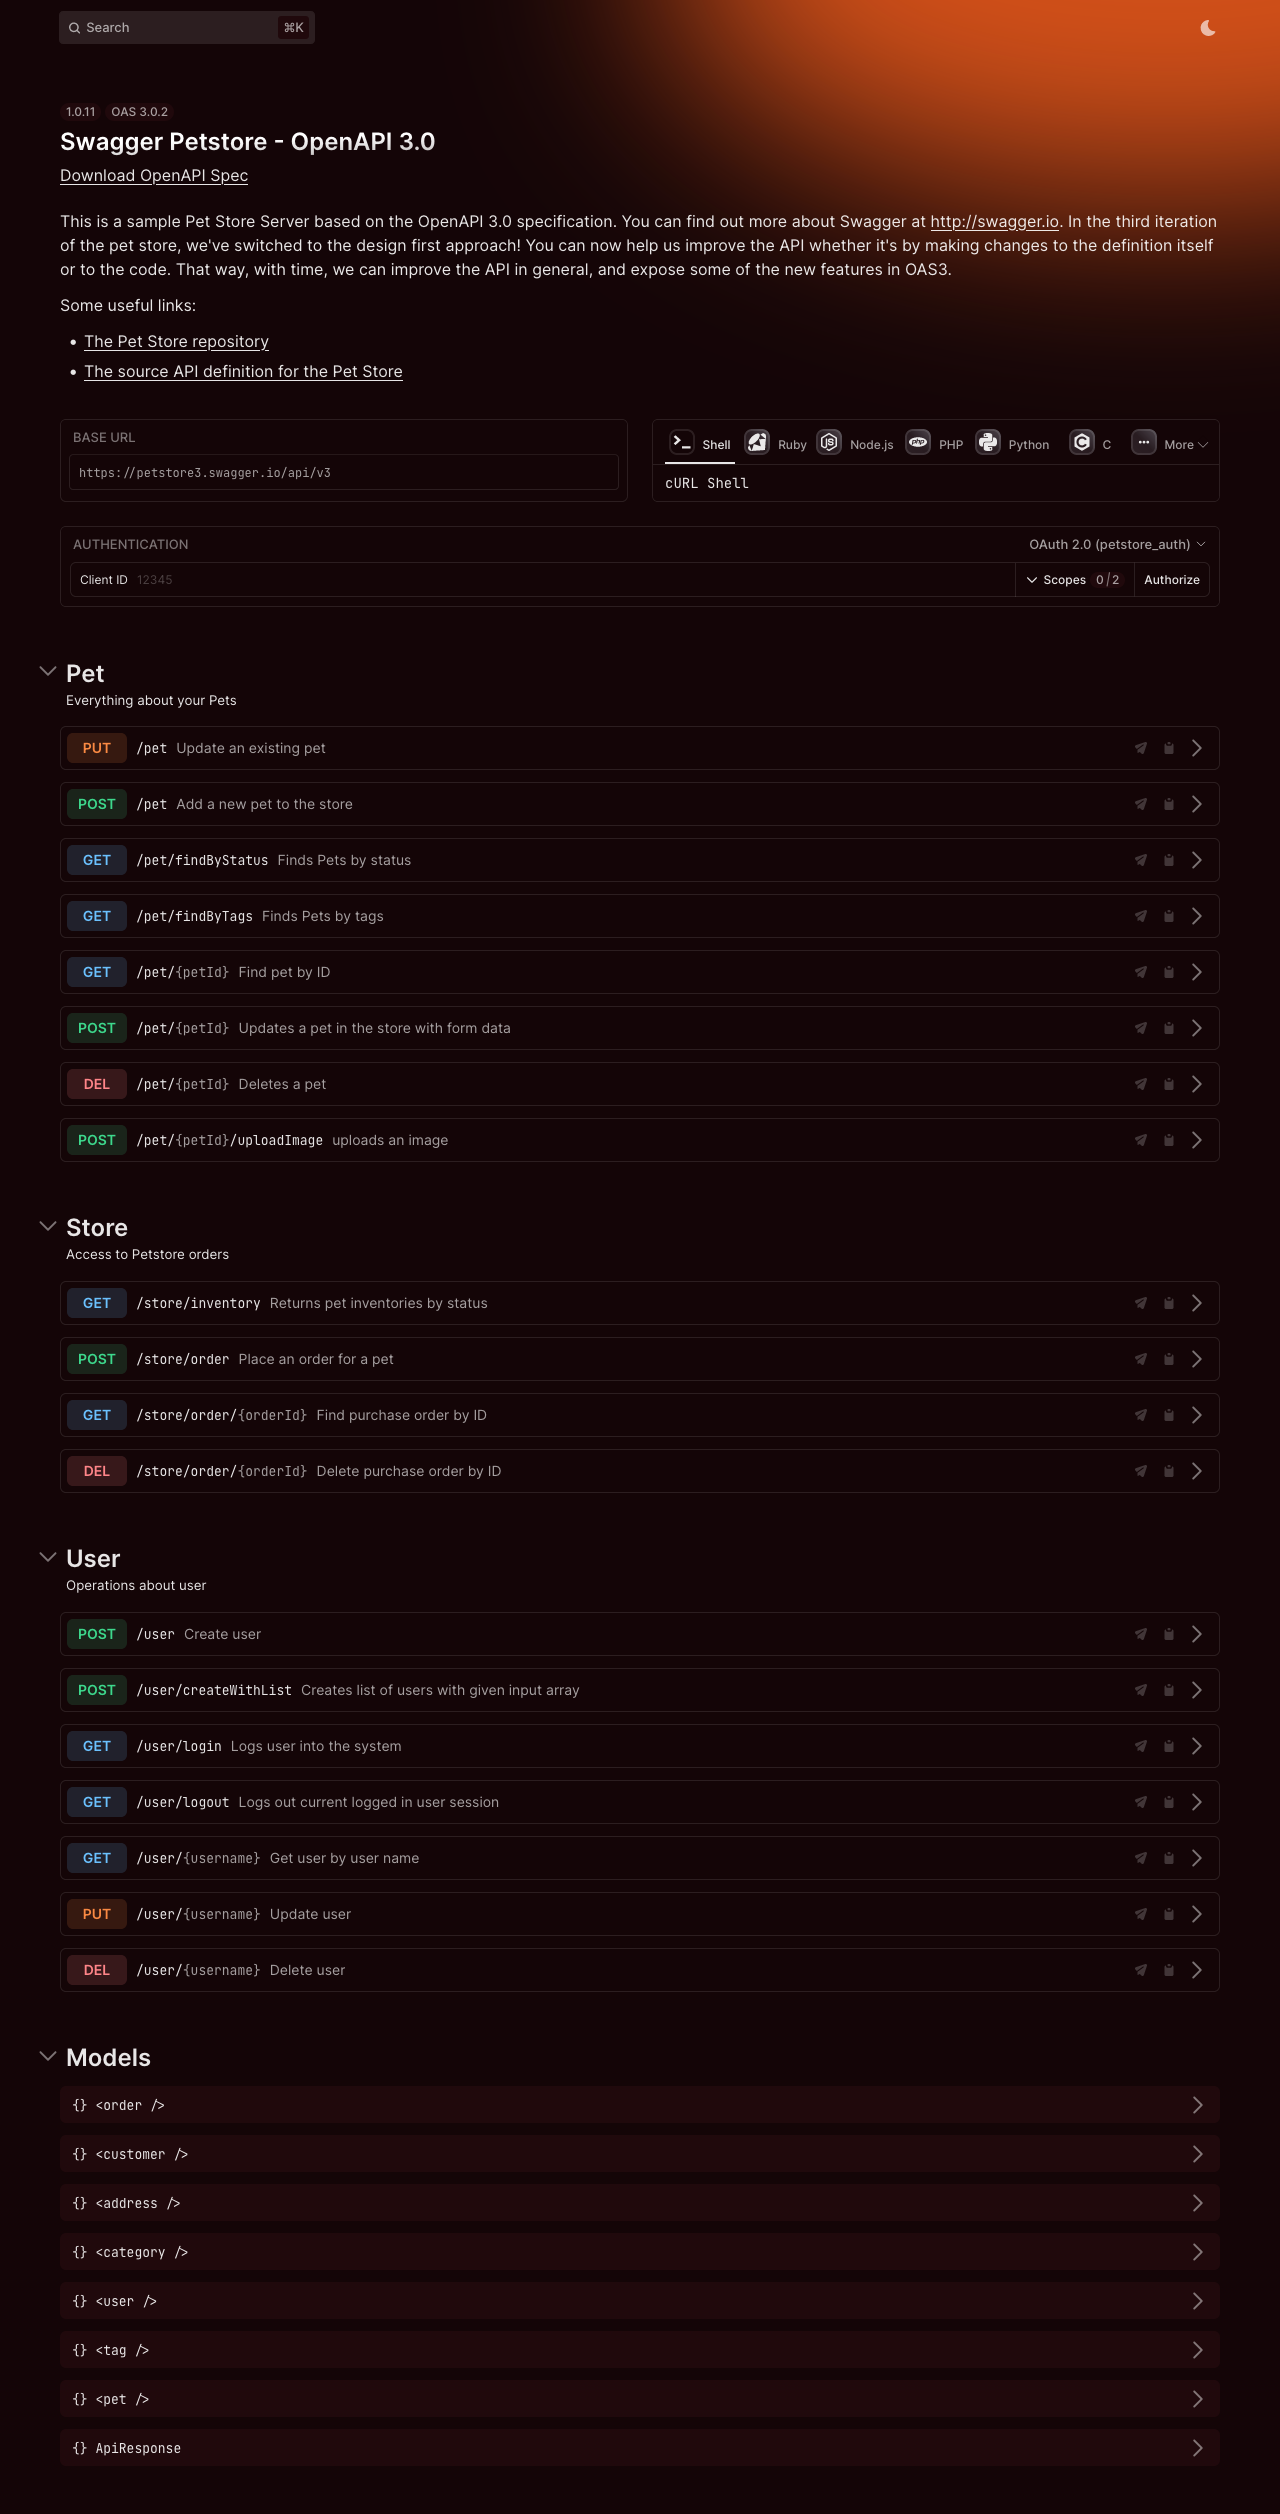 Search ⌘K
1.0.11 OAS 3.0.2
Swagger Petstore - OpenAPI 3.0
Download OpenAPI Spec
This is a sample Pet Store Server based on the OpenAPI 3.0 specification. You can find out more about Swagger at http://swagger.io. In the third iteration
of the pet store, we've switched to the design first approach! You can now help us improve the API whether it's by making changes to the definition itself
or to the code. That way, with time, we can improve the API in general, and expose some of the new features in OAS3.
Some useful links:
• The Pet Store repository
• The source API definition for the Pet Store
BASE URL
https://petstore3.swagger.io/api/v3
Shell Ruby Node.js PHP Python C More
cURL Shell
AUTHENTICATION OAuth 2.0 (petstore_auth)
Client ID 12345 Scopes 0/2 Authorize
Pet
Everything about your Pets
PUT /pet Update an existing pet
POST /pet Add a new pet to the store
GET /pet/findByStatus Finds Pets by status
GET /pet/findByTags Finds Pets by tags
GET /pet/{petId} Find pet by ID
POST /pet/{petId} Updates a pet in the store with form data
DEL /pet/{petId} Deletes a pet
POST /pet/{petId}/uploadImage uploads an image
Store
Access to Petstore orders
GET /store/inventory Returns pet inventories by status
POST /store/order Place an order for a pet
GET /store/order/{orderId} Find purchase order by ID
DEL /store/order/{orderId} Delete purchase order by ID
User
Operations about user
POST /user Create user
POST /user/createWithList Creates list of users with given input array
GET /user/login Logs user into the system
GET /user/logout Logs out current logged in user session
GET /user/{username} Get user by user name
PUT /user/{username} Update user
DEL /user/{username} Delete user
Models
{} <order />
{} <customer />
{} <address />
{} <category />
{} <user />
{} <tag />
{} <pet />
{} ApiResponse